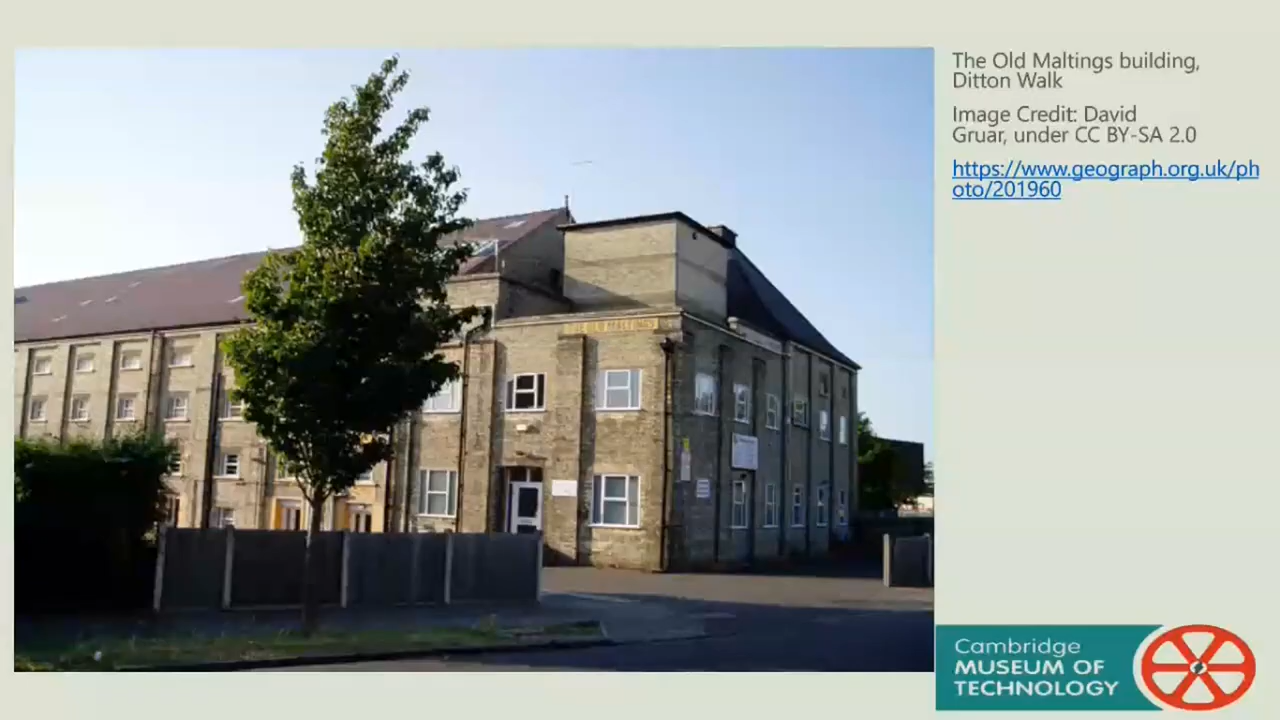 The Old Maltings building,
Ditton Walk
Image Credit: David
Gruar, under CC BY-SA 2.0
https://www.geograph.org.uk/ph
oto/201960
OLD MALTINGS
Cambridge
MUSEUM OF
TECHNOLOGY